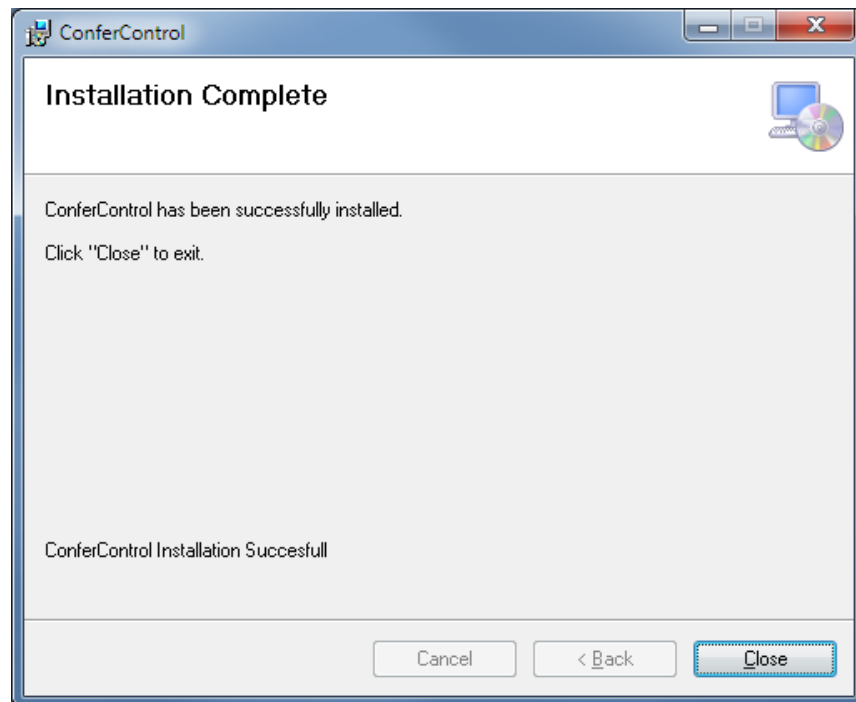 ConferControl
Installation Complete
ConferControl has been successfully installed.
Click "Close" to exit.
ConferControl Installation Succesfull
Cancel
< Back
Close